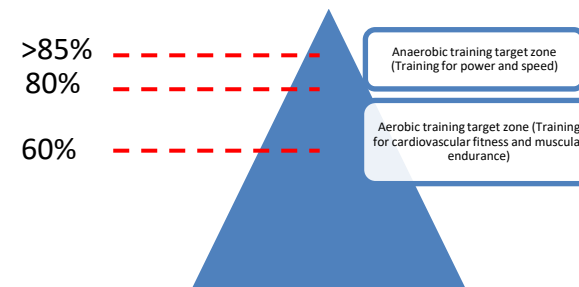 >85%
80%
60%
Anaerobic training target zone
(Training for power and speed)
Aerobic training target zone (Training
for cardiovascular fitness and muscular
endurance)